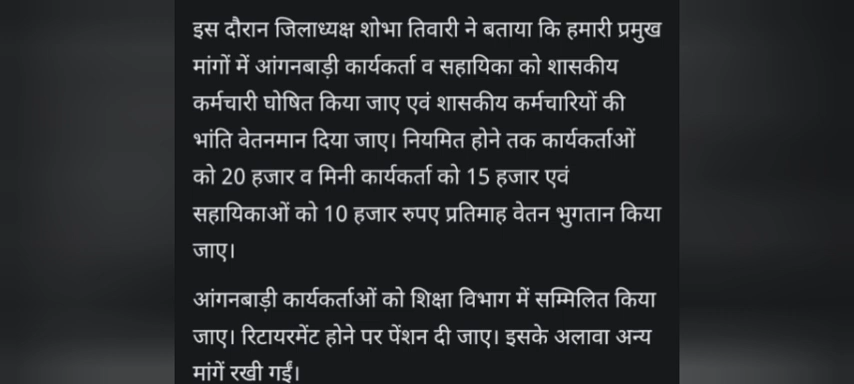 इस दौरान जिलाध्यक्ष शोभा तिवारी ने बताया कि हमारी प्रमुख
मांगों में आंगनबाड़ी कार्यकर्ता व सहायिका को शासकीय
कर्मचारी घोषित किया जाए एवं शासकीय कर्मचारियों की
भांति वेतनमान दिया जाए। नियमित होने तक कार्यकर्ताओं
को 20 हजार व मिनी कार्यकर्ता को 15 हजार एवं
सहायिकाओं को 10 हजार रुपए प्रतिमाह वेतन भुगतान किया
जाए।
आंगनबाड़ी कार्यकर्ताओं को शिक्षा विभाग में सम्मिलित किया
जाए। रिटायरमेंट होने पर पेंशन दी जाए। इसके अलावा अन्य
मांगें रखी गईं।